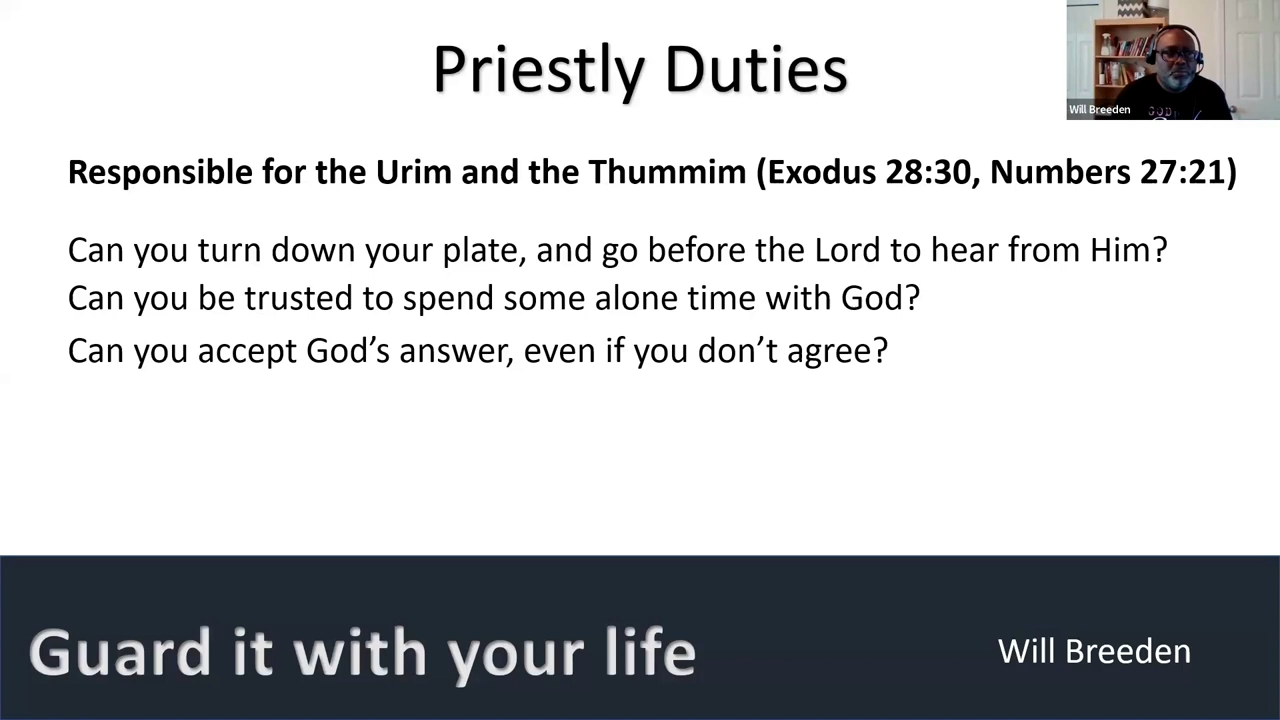 Priestly Duties
Will Breeden
Responsible for the Urim and the Thummim (Exodus 28:30, Numbers 27:21)
Can you turn down your plate, and go before the Lord to hear from Him?
Can you be trusted to spend some alone time with God?
Can you accept God’s answer, even if you don’t agree?
Guard it with your life
Will Breeden